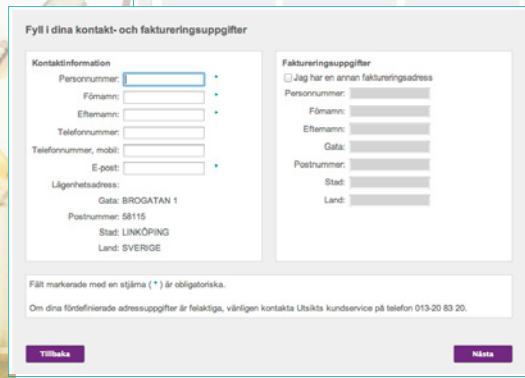 Fyll i dina kontakt- och faktureringsuppgifter
Kontaktinformation
Personnummer: *
Förnamn: *
Efternamn: *
Telefonnummer:
Telefonnummer, mobil:
E-post: *
Lägenhetsadress:
Gata: BROGATAN 1
Postnummer: 58115
Stad: LINKÖPING
Land: SVERIGE
Faktureringsuppgifter
Jag har en annan faktureringsadress
Personnummer:
Förnamn:
Efternamn:
Gata:
Postnummer:
Stad:
Land:
Fält markerade med en stjärna ( * ) är obligatoriska.
Om dina fördefinierade adressuppgifter är felaktiga, vänligen kontakta Utsikts kundservice på telefon 013-20 83 20.
Tillbaka
Nästa